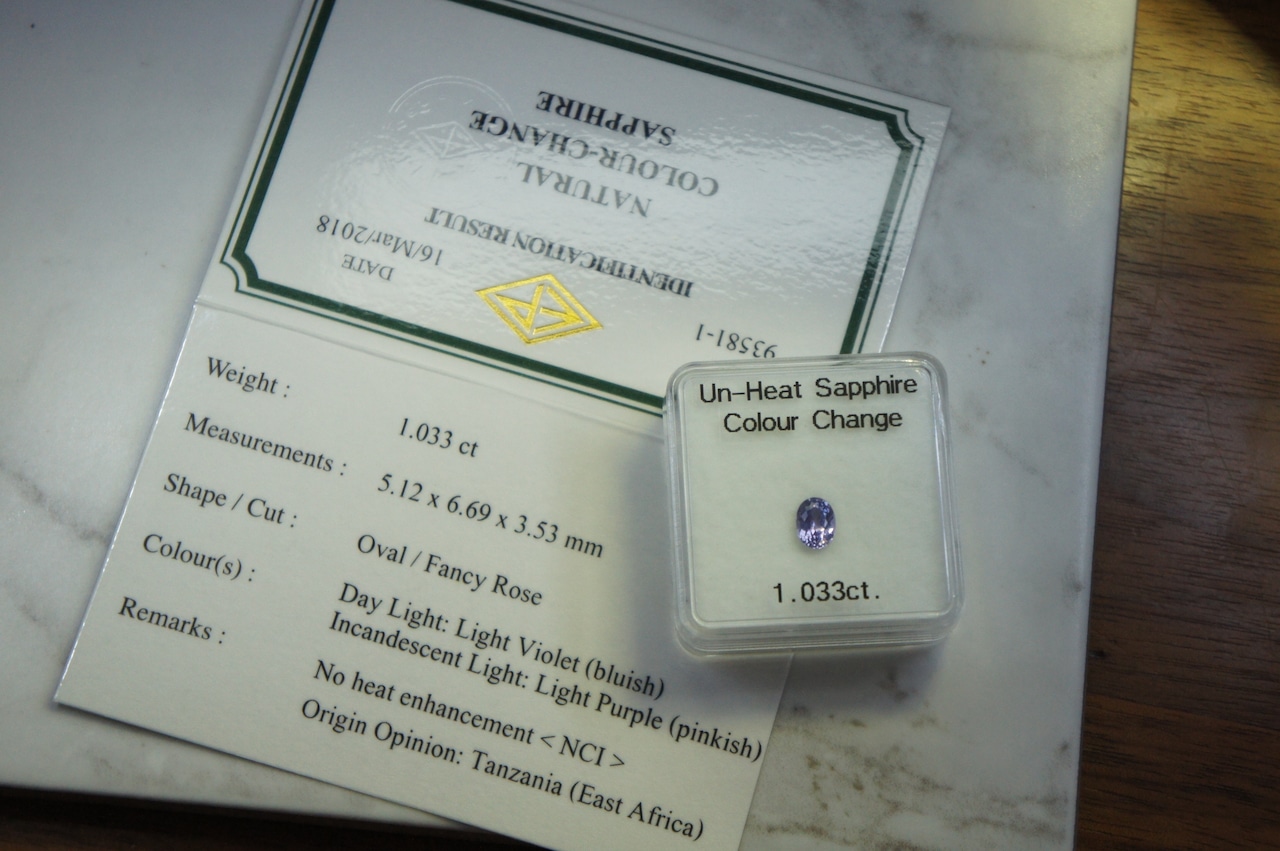 93581-1
DATE
16/Mar/2018
IDENTIFICATION RESULT
NATURAL
COLOUR-CHANGE
SAPPHIRE
Weight : 1.033 ct
Measurements : 5.12 x 6.69 x 3.53 mm
Shape / Cut : Oval / Fancy Rose
Colour(s) : Day Light: Light Violet (bluish)
Incandescent Light: Light Purple (pinkish)
Remarks : No heat enhancement < NCI >
Origin Opinion: Tanzania (East Africa)
Un-Heat Sapphire
Colour Change
1.033ct.